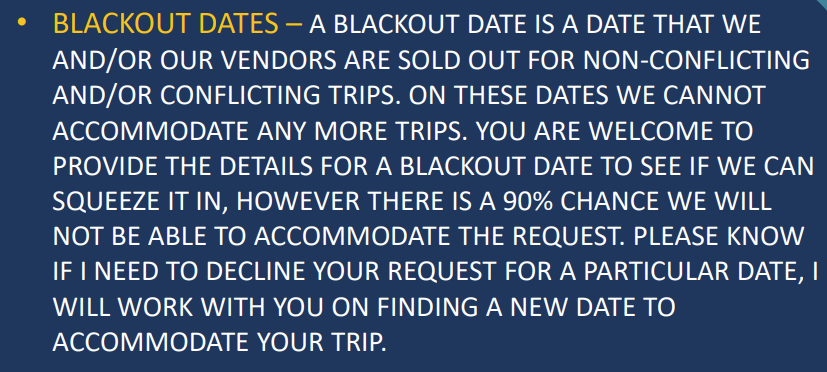 • BLACKOUT DATES – A BLACKOUT DATE IS A DATE THAT WE
AND/OR OUR VENDORS ARE SOLD OUT FOR NON-CONFLICTING
AND/OR CONFLICTING TRIPS. ON THESE DATES WE CANNOT
ACCOMMODATE ANY MORE TRIPS. YOU ARE WELCOME TO
PROVIDE THE DETAILS FOR A BLACKOUT DATE TO SEE IF WE CAN
SQUEEZE IT IN, HOWEVER THERE IS A 90% CHANCE WE WILL
NOT BE ABLE TO ACCOMMODATE THE REQUEST. PLEASE KNOW
IF I NEED TO DECLINE YOUR REQUEST FOR A PARTICULAR DATE, I
WILL WORK WITH YOU ON FINDING A NEW DATE TO
ACCOMMODATE YOUR TRIP.